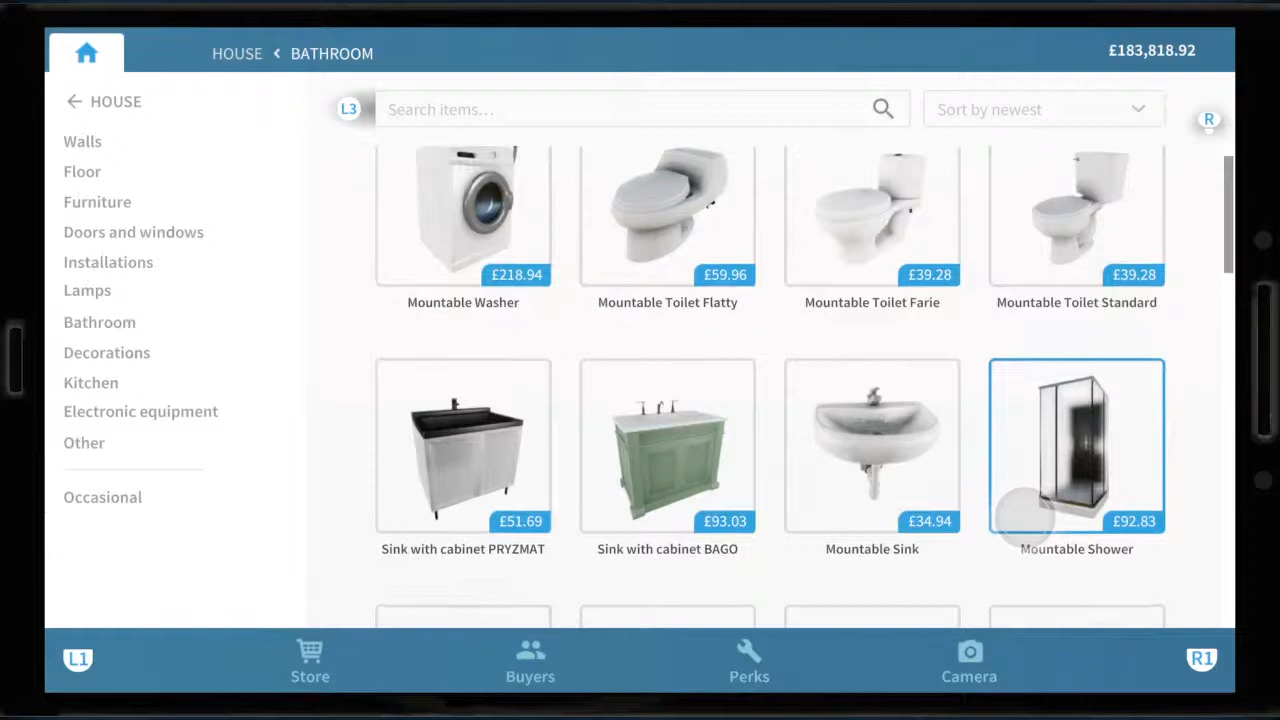 HOUSE < BATHROOM
£183,818.92
← HOUSE
Walls
Floor
Furniture
Doors and windows
Installations
Lamps
Bathroom
Decorations
Kitchen
Electronic equipment
Other
Occasional
L3
Search items...
Sort by newest
R
£218.94
£59.96
£39.28
£39.28
Mountable Washer
Mountable Toilet Flatty
Mountable Toilet Farie
Mountable Toilet Standard
£51.69
£93.03
£34.94
£92.83
Sink with cabinet PRYZMAT
Sink with cabinet BAGO
Mountable Sink
Mountable Shower
L1
Store
Buyers
Perks
Camera
R1